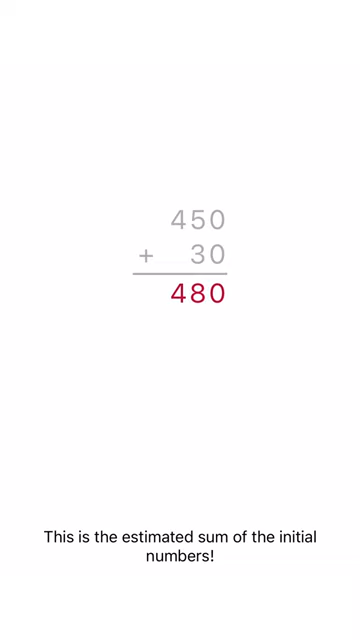 450
+ 30
480
This is the estimated sum of the initial
numbers!